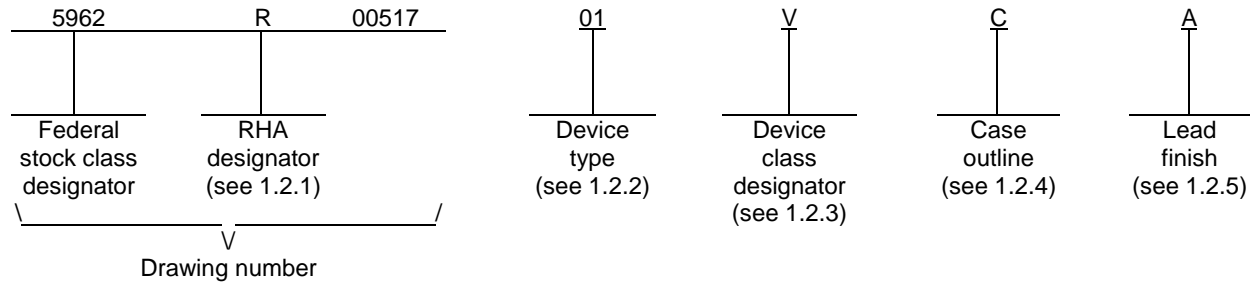 5962 R 00517 01 V C A
Federal stock class designator
RHA designator (see 1.2.1)
Device type (see 1.2.2)
Device class designator (see 1.2.3)
Case outline (see 1.2.4)
Lead finish (see 1.2.5)
Drawing number